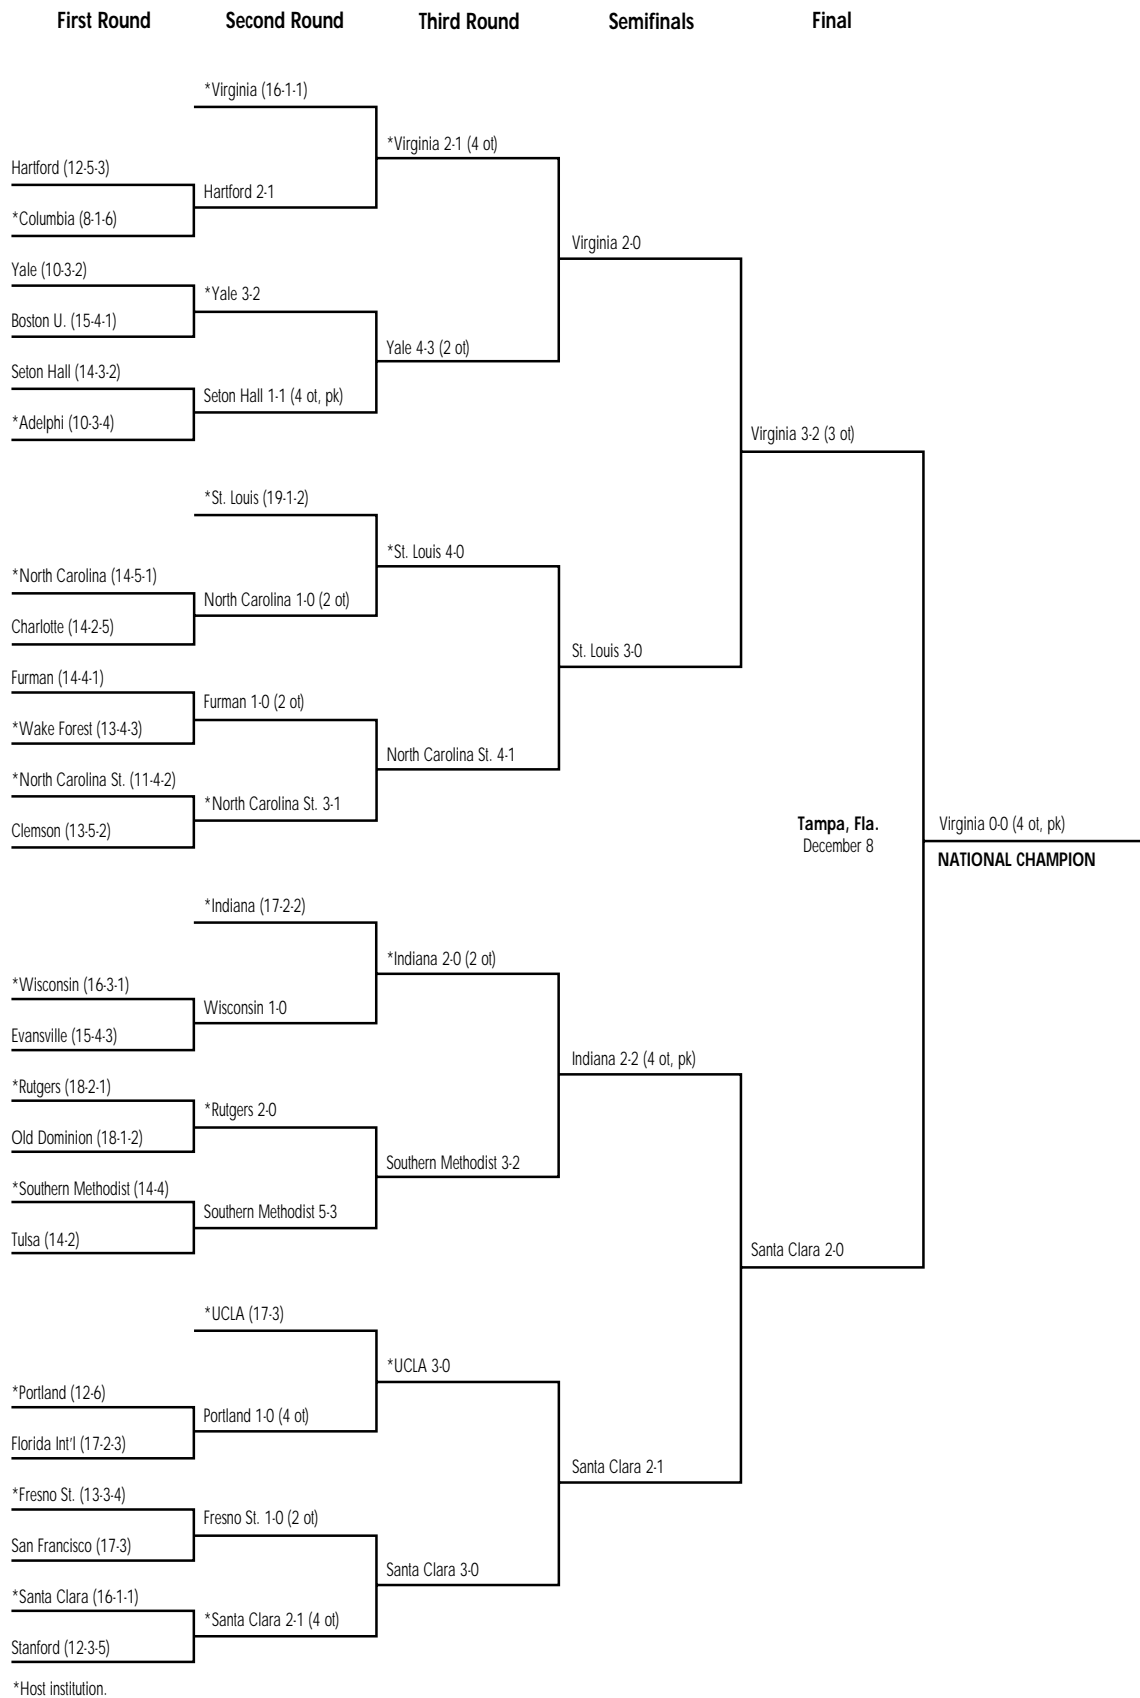 First Round Second Round Third Round Semifinals Final
*Virginia (16-1-1)
*Virginia 2-1 (4 ot)
Hartford (12-5-3)
Hartford 2-1
*Columbia (8-1-6)
Virginia 2-0
Yale (10-3-2)
*Yale 3-2
Boston U. (15-4-1)
Yale 4-3 (2 ot)
Seton Hall (14-3-2)
Seton Hall 1-1 (4 ot, pk)
*Adelphi (10-3-4)
Virginia 3-2 (3 ot)
*St. Louis (19-1-2)
*St. Louis 4-0
*North Carolina (14-5-1)
North Carolina 1-0 (2 ot)
Charlotte (14-2-5)
St. Louis 3-0
Furman (14-4-1)
Furman 1-0 (2 ot)
*Wake Forest (13-4-3)
North Carolina St. 4-1
*North Carolina St. (11-4-2)
*North Carolina St. 3-1
Clemson (13-5-2)
Tampa, Fla.
December 8
Virginia 0-0 (4 ot, pk)
NATIONAL CHAMPION
*Indiana (17-2-2)
*Indiana 2-0 (2 ot)
*Wisconsin (16-3-1)
Wisconsin 1-0
Evansville (15-4-3)
Indiana 2-2 (4 ot, pk)
*Rutgers (18-2-1)
*Rutgers 2-0
Old Dominion (18-1-2)
Southern Methodist 3-2
*Southern Methodist (14-4)
Southern Methodist 5-3
Tulsa (14-2)
Santa Clara 2-0
*UCLA (17-3)
*UCLA 3-0
*Portland (12-6)
Portland 1-0 (4 ot)
Florida Int'l (17-2-3)
Santa Clara 2-1
*Fresno St. (13-3-4)
Fresno St. 1-0 (2 ot)
San Francisco (17-3)
Santa Clara 3-0
*Santa Clara (16-1-1)
*Santa Clara 2-1 (4 ot)
Stanford (12-3-5)
*Host institution.